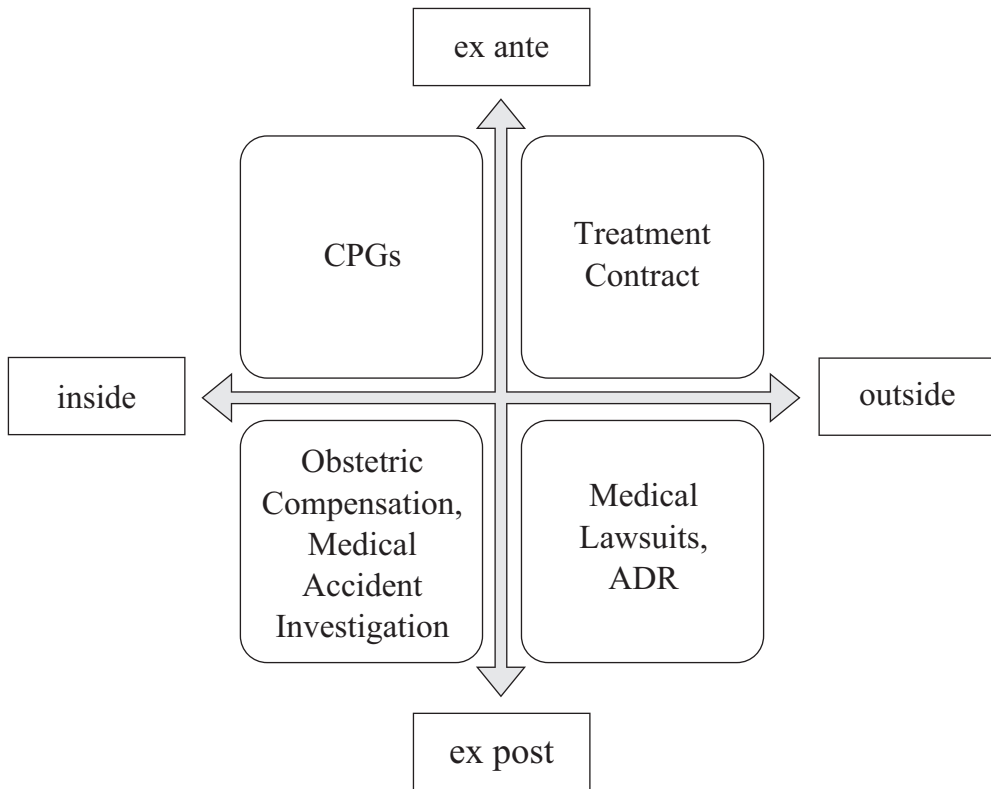 ex ante
CPGs
Treatment
Contract
inside
outside
Obstetric
Compensation,
Medical
Accident
Investigation
Medical
Lawsuits,
ADR
ex post